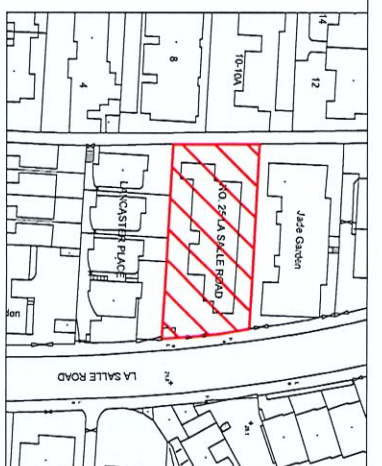 14
8
10-10A
12
4
Jade Garden
NO. 25 LA SALLE ROAD
LANCASTER PLACE
LA SALLE ROAD